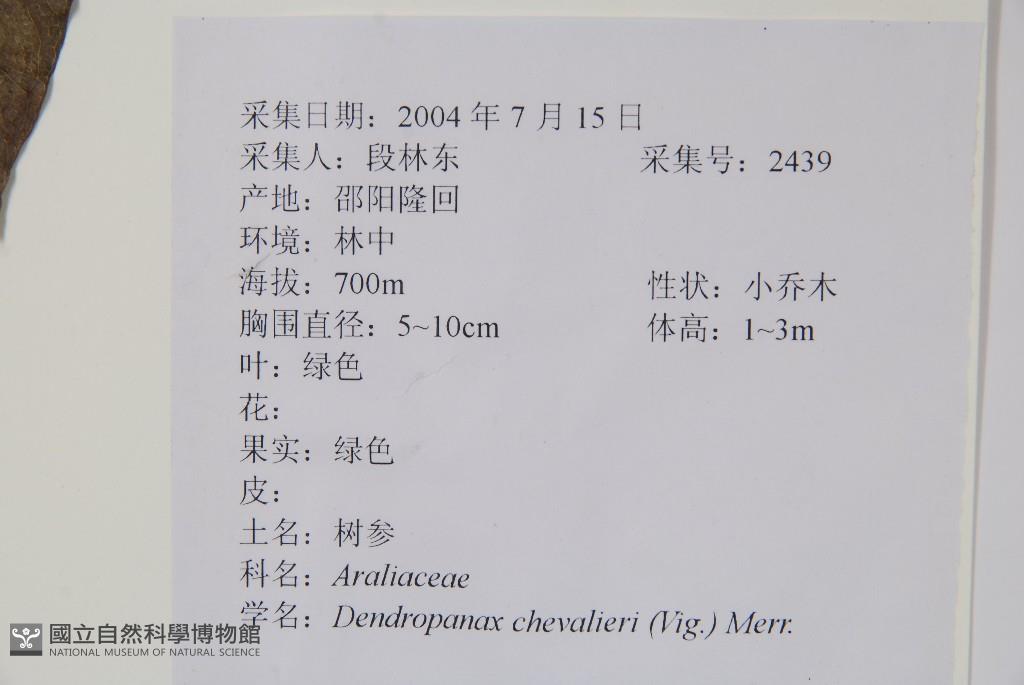 采集日期：2004 年 7 月 15 日
采集人：段林东 采集号：2439
产地：邵阳隆回
环境：林中
海拔：700m 性状：小乔木
胸围直径：5~10cm 体高：1~3m
叶：绿色
花：
果实：绿色
皮：
土名：树参
科名：Araliaceae
学名：Dendropanax chevalieri (Vig.) Merr.
國立自然科學博物館
NATIONAL MUSEUM OF NATURAL SCIENCE